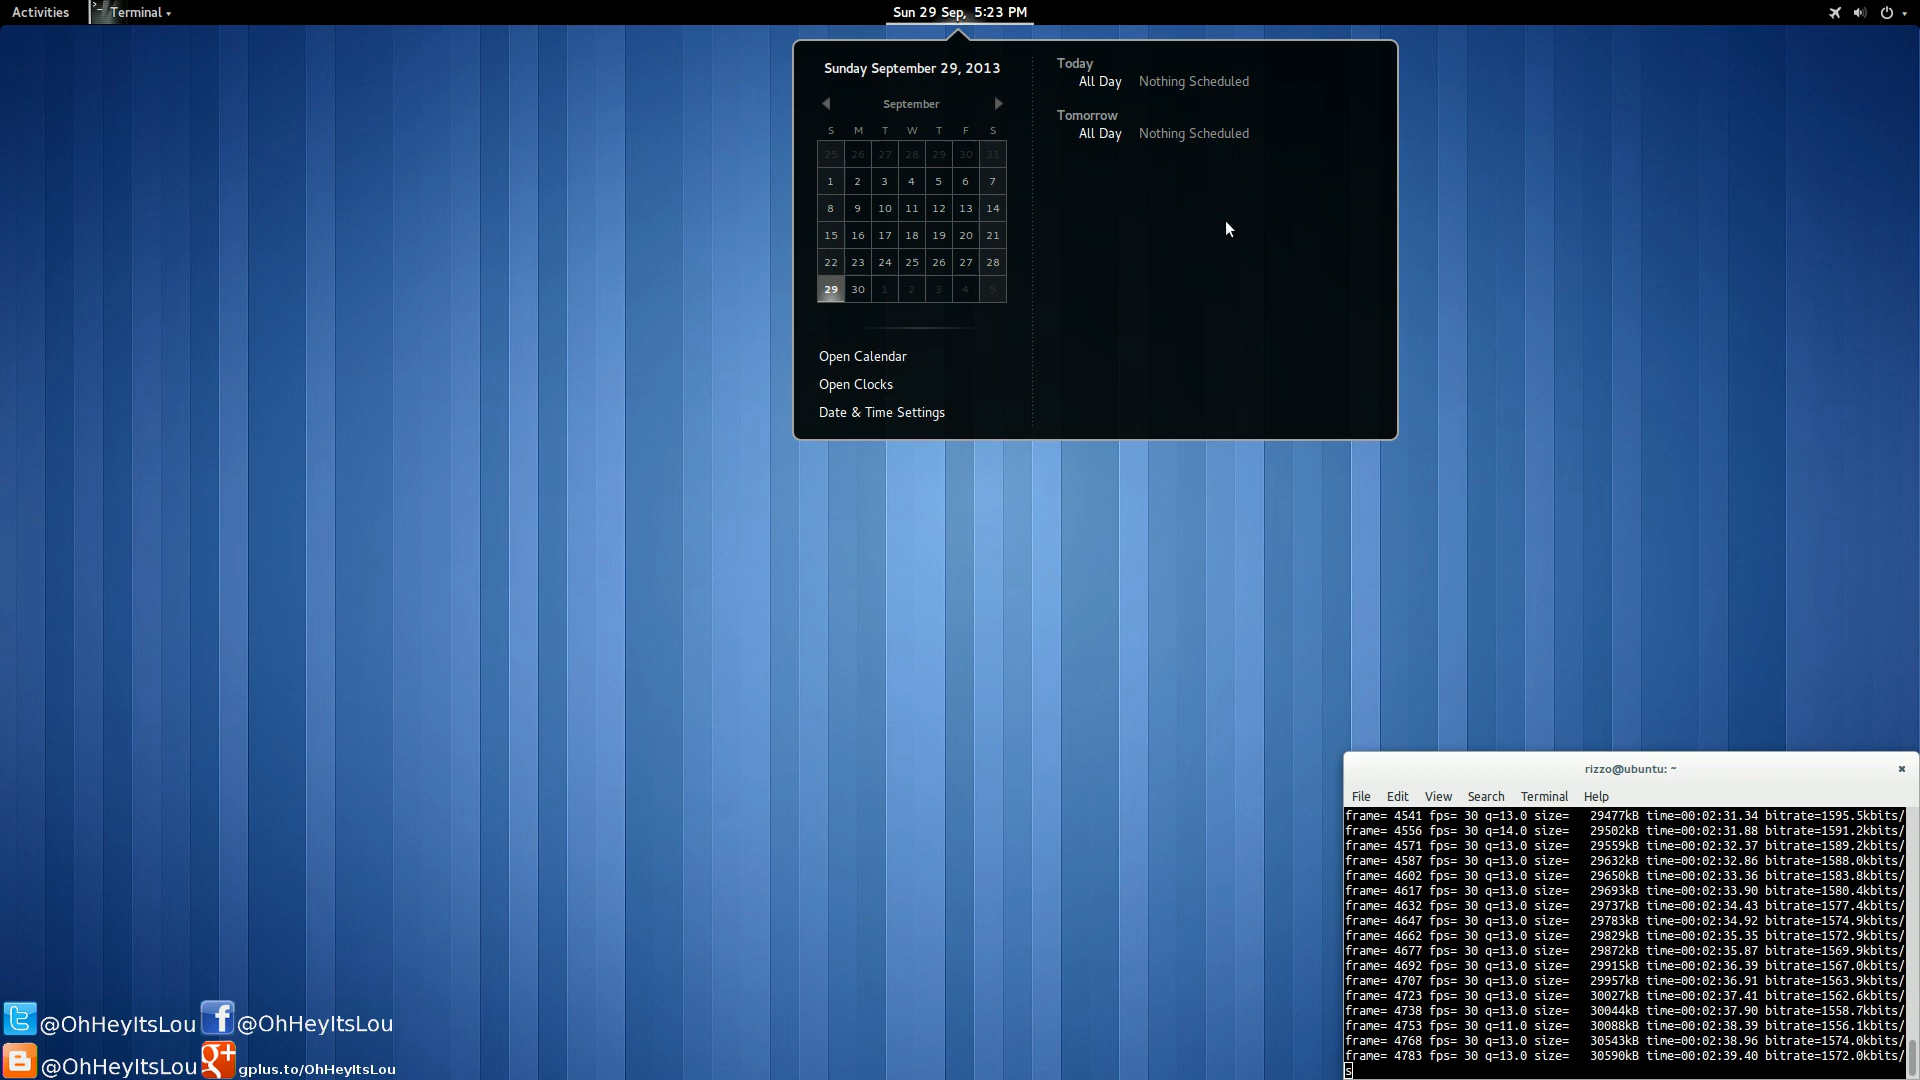 Activities Terminal Sun 29 Sep, 5:23 PM
Sunday September 29, 2013
September
S M T W T F S
25 26 27 28 29 30 31
1 2 3 4 5 6 7
8 9 10 11 12 13 14
15 16 17 18 19 20 21
22 23 24 25 26 27 28
29 30 1 2 3 4 5
Open Calendar
Open Clocks
Date & Time Settings
Today
All Day Nothing Scheduled
Tomorrow
All Day Nothing Scheduled
rizzo@ubuntu: ~
File Edit View Search Terminal Help
frame= 4541 fps= 30 q=13.0 size= 29477kB time=00:02:31.34 bitrate=1595.5kbits/
frame= 4556 fps= 30 q=14.0 size= 29502kB time=00:02:31.88 bitrate=1591.2kbits/
frame= 4571 fps= 30 q=13.0 size= 29559kB time=00:02:32.37 bitrate=1589.2kbits/
frame= 4587 fps= 30 q=13.0 size= 29632kB time=00:02:32.86 bitrate=1588.0kbits/
frame= 4602 fps= 30 q=13.0 size= 29650kB time=00:02:33.36 bitrate=1583.8kbits/
frame= 4617 fps= 30 q=13.0 size= 29693kB time=00:02:33.90 bitrate=1580.4kbits/
frame= 4632 fps= 30 q=13.0 size= 29737kB time=00:02:34.43 bitrate=1577.4kbits/
frame= 4647 fps= 30 q=13.0 size= 29783kB time=00:02:34.92 bitrate=1574.9kbits/
frame= 4662 fps= 30 q=13.0 size= 29829kB time=00:02:35.35 bitrate=1572.9kbits/
frame= 4677 fps= 30 q=13.0 size= 29872kB time=00:02:35.87 bitrate=1569.9kbits/
frame= 4692 fps= 30 q=13.0 size= 29915kB time=00:02:36.39 bitrate=1567.0kbits/
frame= 4707 fps= 30 q=13.0 size= 29957kB time=00:02:36.91 bitrate=1563.9kbits/
frame= 4723 fps= 30 q=13.0 size= 30027kB time=00:02:37.41 bitrate=1562.6kbits/
frame= 4738 fps= 30 q=13.0 size= 30044kB time=00:02:37.90 bitrate=1558.7kbits/
frame= 4753 fps= 30 q=11.0 size= 30088kB time=00:02:38.39 bitrate=1556.1kbits/
frame= 4768 fps= 30 q=13.0 size= 30543kB time=00:02:38.96 bitrate=1574.0kbits/
frame= 4783 fps= 30 q=13.0 size= 30590kB time=00:02:39.40 bitrate=1572.0kbits/
s
@OhHeyItsLou @OhHeyItsLou
@OhHeyItsLou gplus.to/OhHeyItsLou